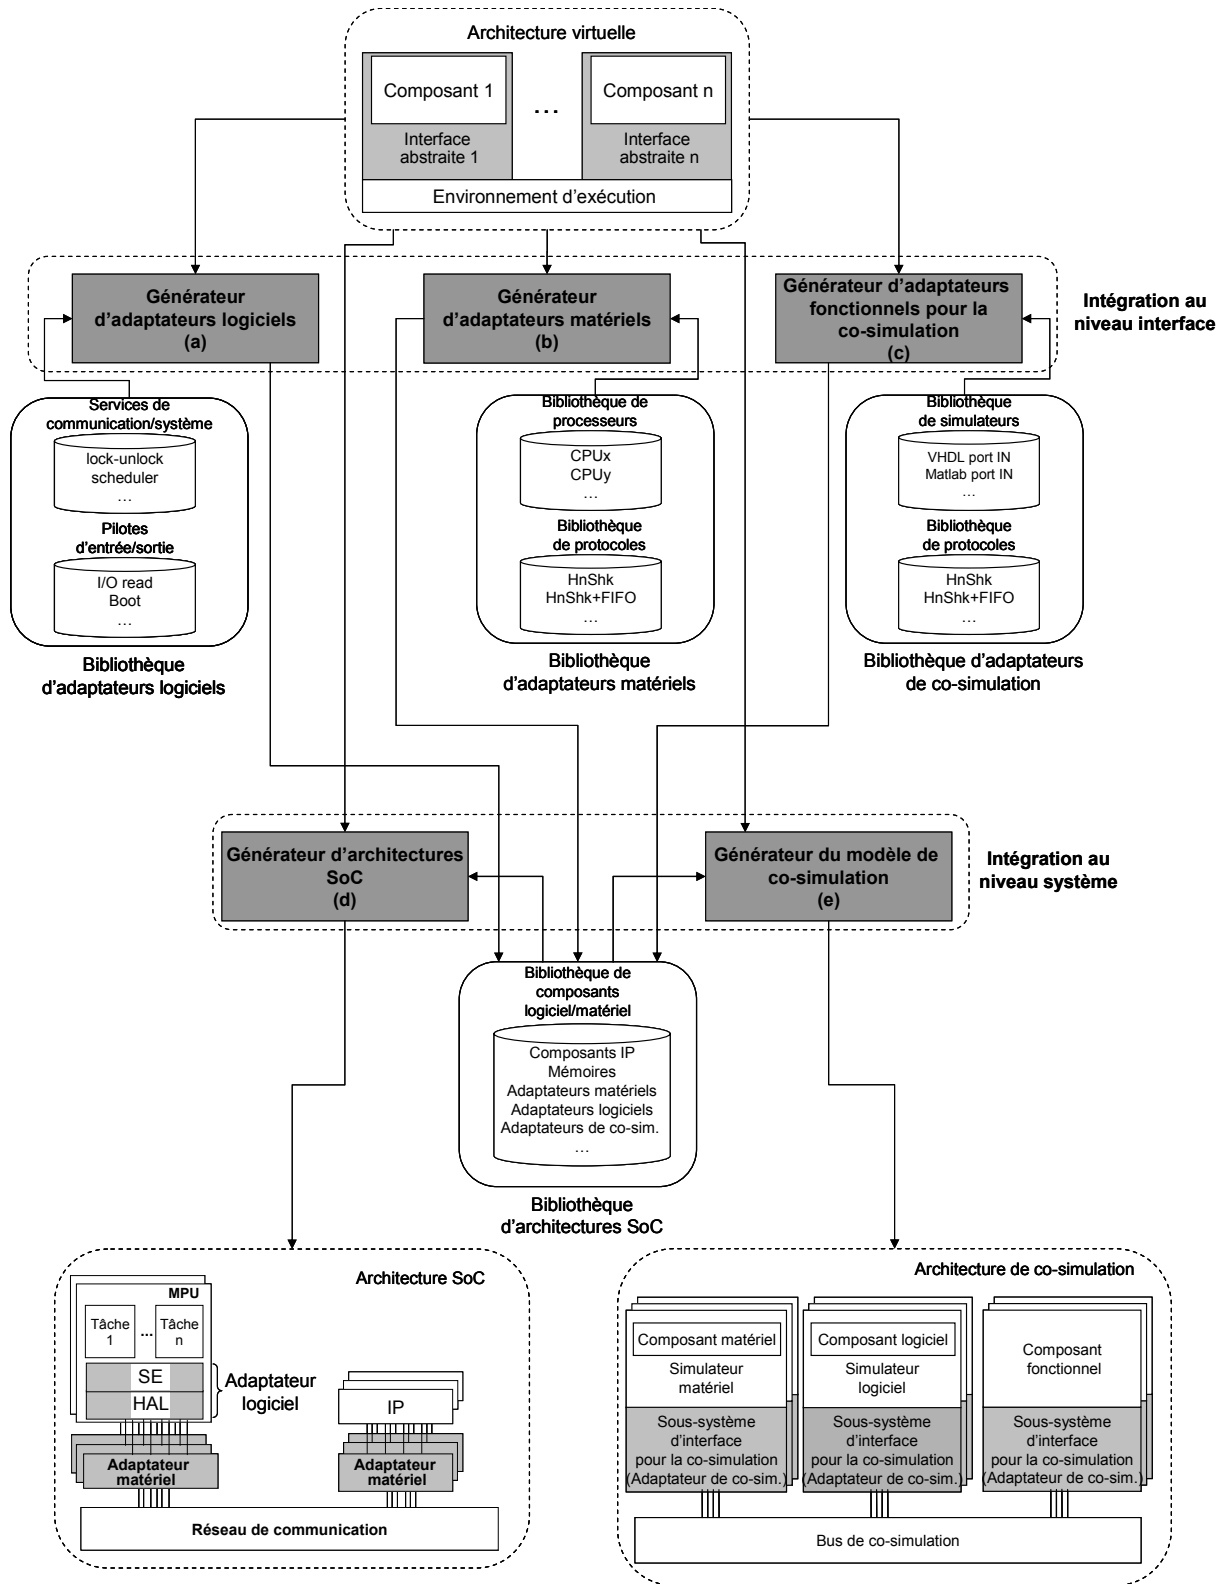 Architecture virtuelle
Composant 1
...
Composant n
Interface
abstraite 1
Interface
abstraite n
Environnement d'exécution
Générateur
d'adaptateurs logiciels
(a)
Générateur
d'adaptateurs matériels
(b)
Générateur d'adaptateurs
fonctionnels pour la
co-simulation
(c)
Intégration au
niveau interface
Services de
communication/système
lock-unlock
scheduler
…
Pilotes
d'entrée/sortie
I/O read
Boot
…
Bibliothèque
d'adaptateurs logiciels
Bibliothèque de
processeurs
CPUx
CPUy
…
Bibliothèque
de protocoles
HnShk
HnShk+FIFO
…
Bibliothèque
d'adaptateurs matériels
Bibliothèque
de simulateurs
VHDL port IN
Matlab port IN
…
Bibliothèque
de protocoles
HnShk
HnShk+FIFO
…
Bibliothèque d'adaptateurs
de co-simulation
Générateur d'architectures
SoC
(d)
Générateur du modèle de
co-simulation
(e)
Intégration au
niveau système
Bibliothèque de
composants
logiciel/matériel
Composants IP
Mémoires
Adaptateurs matériels
Adaptateurs logiciels
Adaptateurs de co-sim.
…
Bibliothèque
d'architectures SoC
Architecture SoC
MPU
Tâche
1
...
Tâche
n
SE
HAL
Adaptateur
logiciel
IP
Adaptateur
matériel
Adaptateur
matériel
Réseau de communication
Architecture de co-simulation
Composant matériel
Simulateur
matériel
Sous-système
d'interface
pour la co-simulation
(Adaptateur de co-sim.)
Composant logiciel
Simulateur
logiciel
Sous-système
d'interface
pour la co-simulation
(Adaptateur de co-sim.)
Composant
fonctionnel
Sous-système
d'interface
pour la co-simulation
(Adaptateur de co-sim.)
Bus de co-simulation